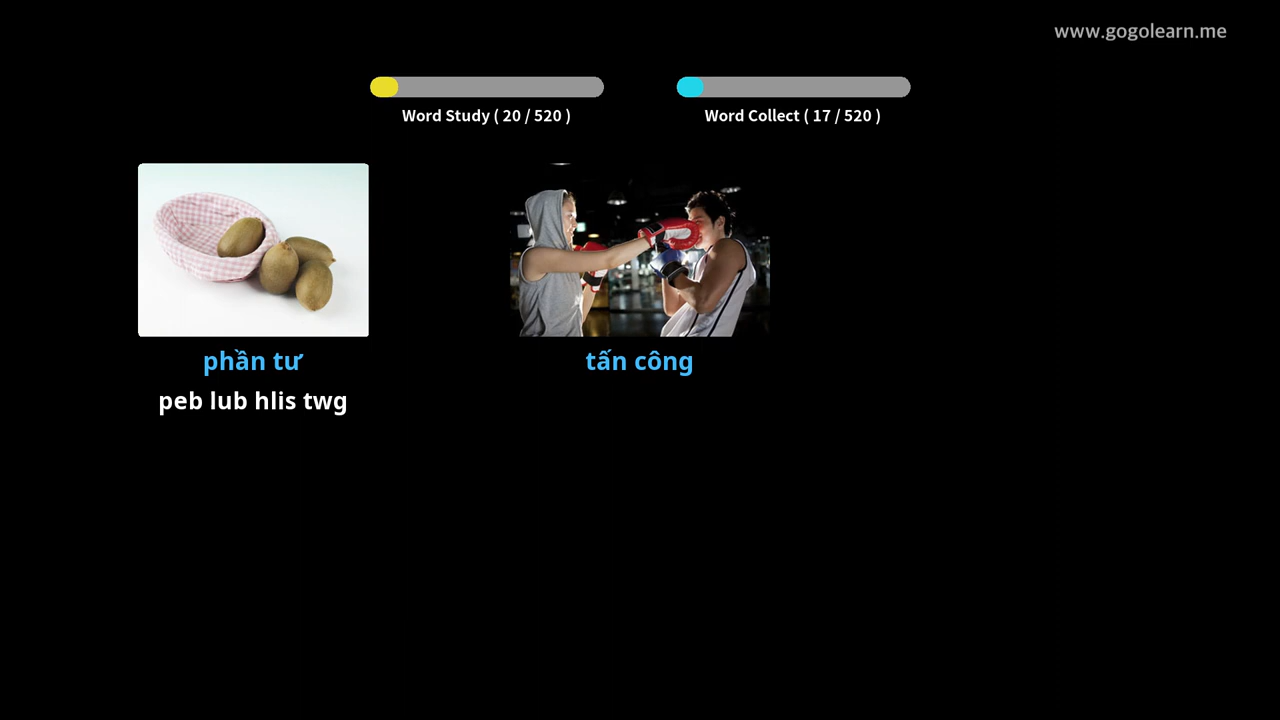 www.gogolearn.me
Word Study ( 20 / 520 )
Word Collect ( 17 / 520 )
phần tư
peb lub hlis twg
tấn công